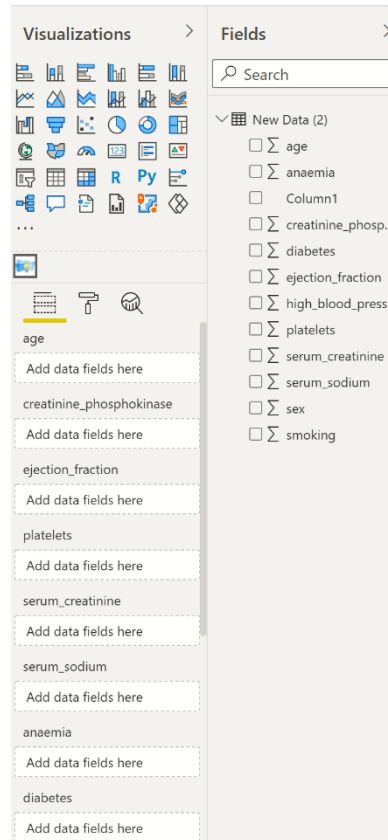 Visualizations
Fields
Search
New Data (2)
age
anaemia
Column1
creatinine_phosp...
diabetes
ejection_fraction
high_blood_press
platelets
serum_creatinine
serum_sodium
sex
smoking
123
R
Py
...
age
Add data fields here
creatinine_phosphokinase
Add data fields here
ejection_fraction
Add data fields here
platelets
Add data fields here
serum_creatinine
Add data fields here
serum_sodium
Add data fields here
anaemia
Add data fields here
diabetes
Add data fields here